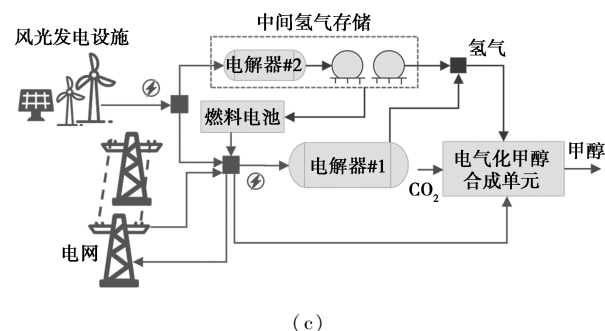 中间氢气存储
风光发电设施
电解器#2
氢气
燃料电池
电解器#1
电气化甲醇
合成单元
甲醇
CO₂
电网
(c)